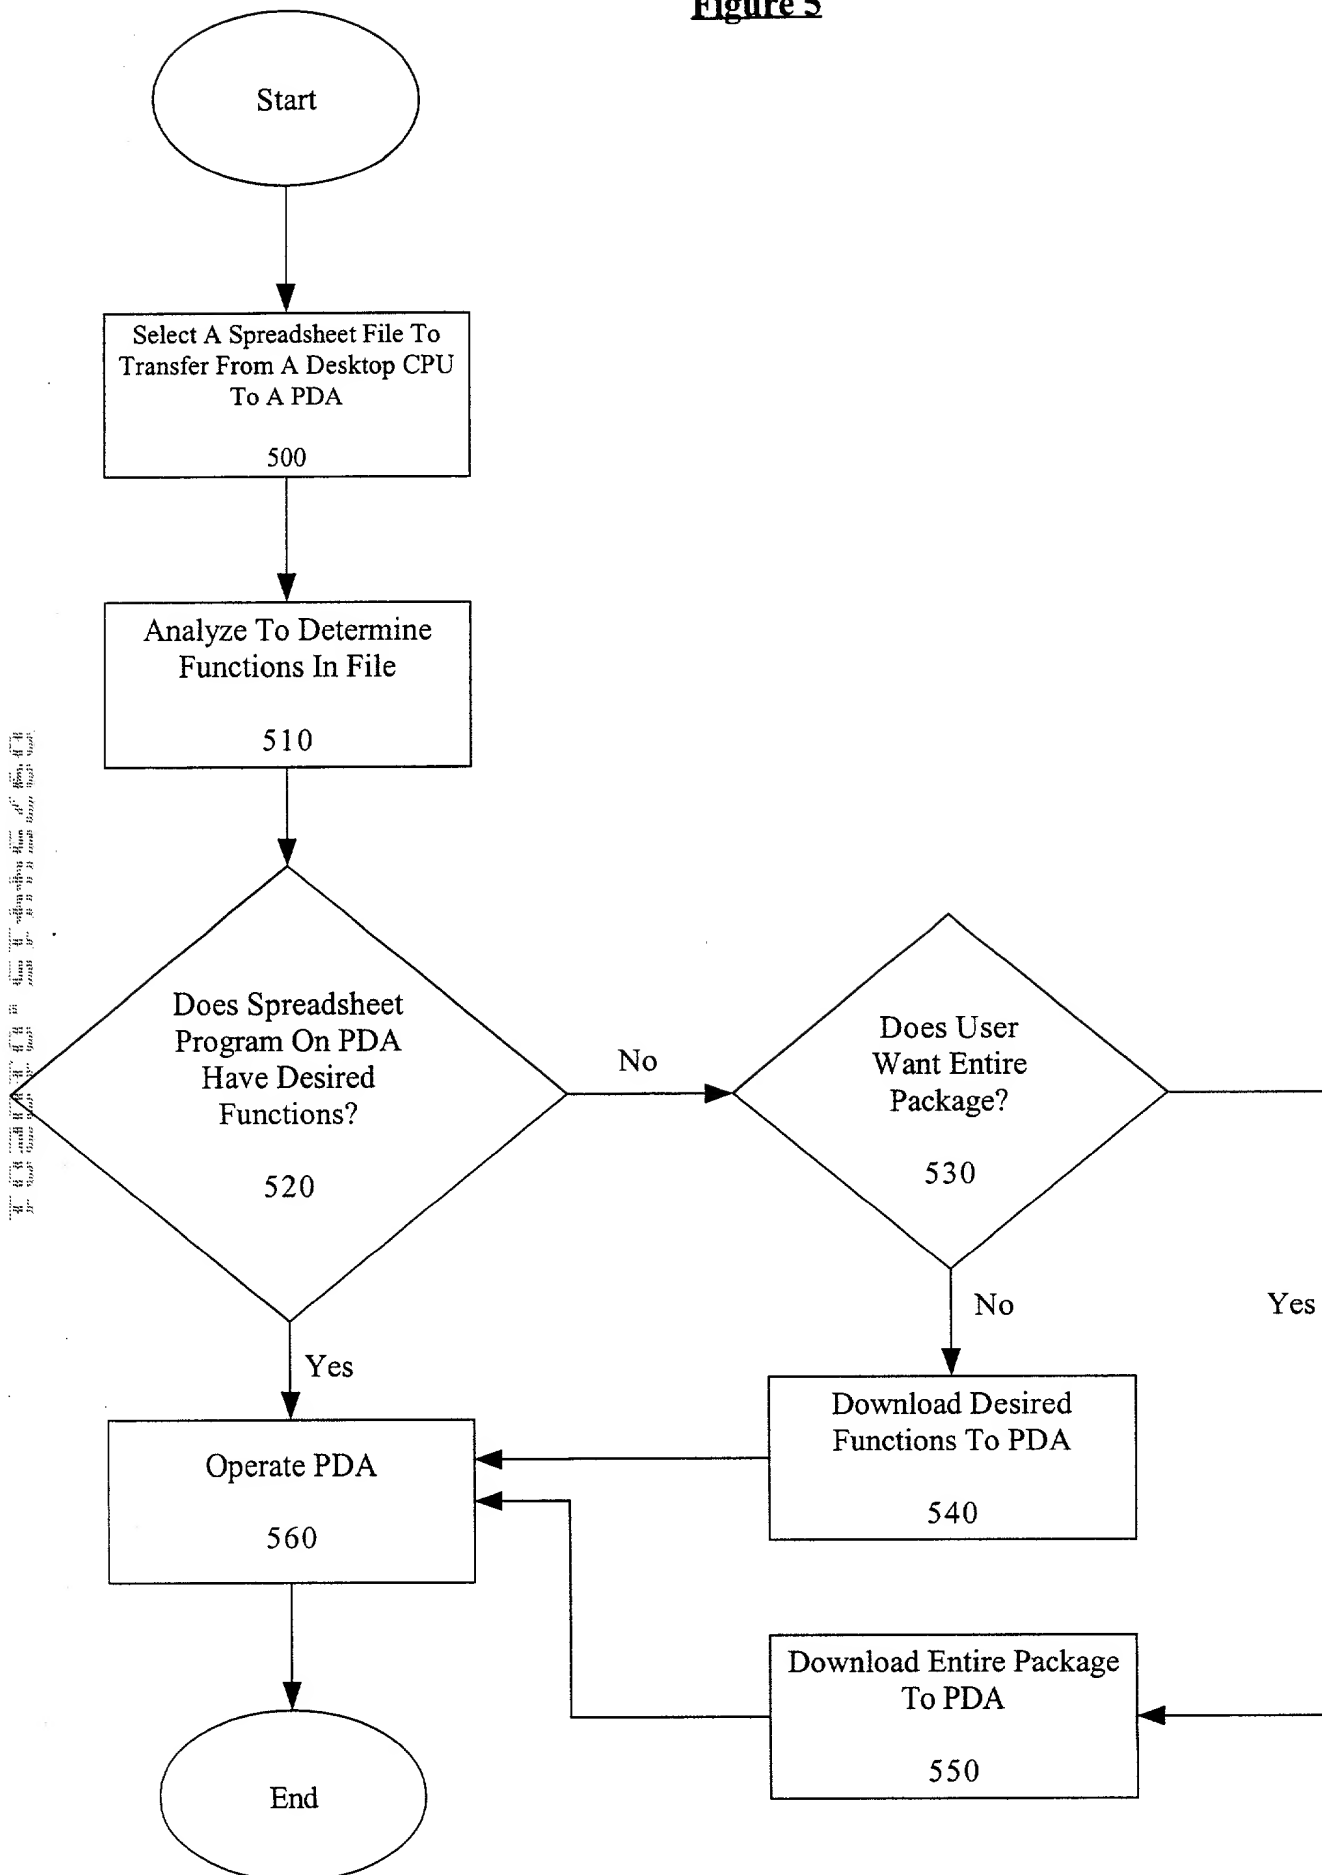 Figure 5
Start
Select A Spreadsheet File To
Transfer From A Desktop CPU
To A PDA
500
Analyze To Determine
Functions In File
510
Does Spreadsheet
Program On PDA
Have Desired
Functions?
520
No
Does User
Want Entire
Package?
530
No
Yes
Yes
Download Desired
Functions To PDA
540
Operate PDA
560
Download Entire Package
To PDA
550
End